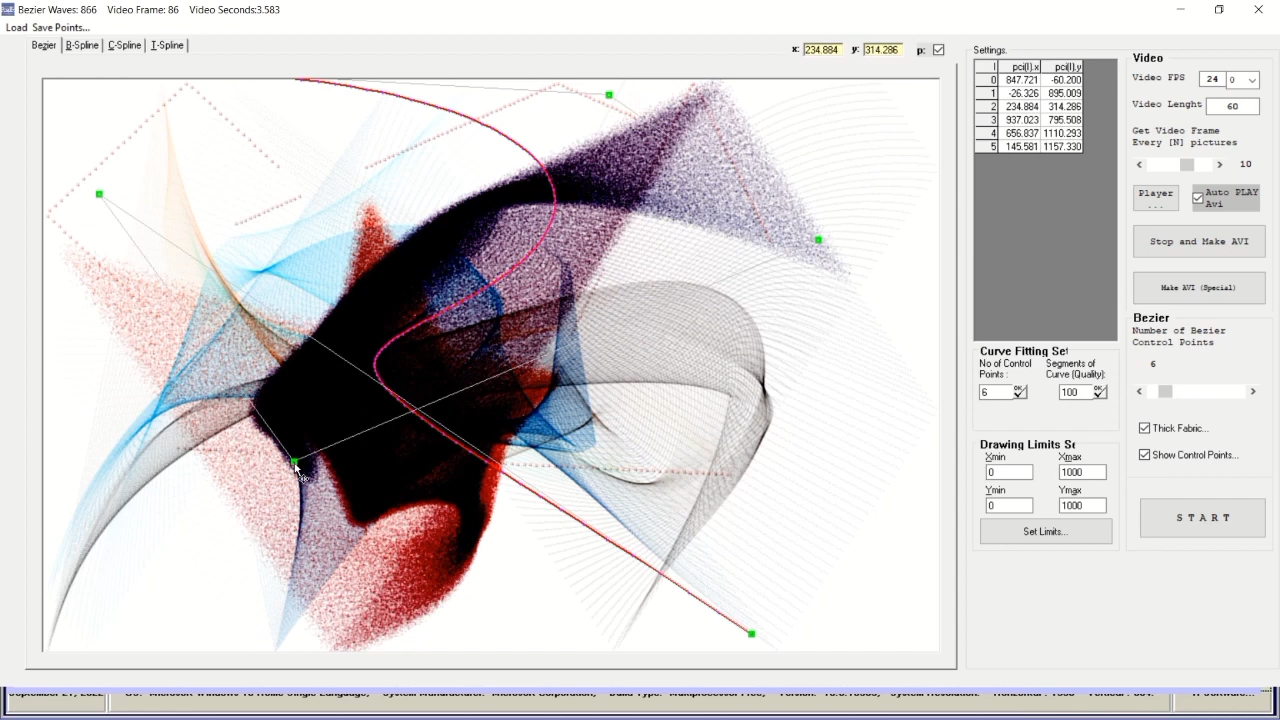 Bezier Waves: 866 Video Frame: 86 Video Seconds:3.583
Load Save Points...
Bezier B-Spline C-Spline T-Spline
x: 234.884 y: 314.286 p:
Settings.
I pci(I).x pci(I).y
0 847.721 -60.200
1 -26.326 895.009
2 234.884 314.286
3 937.023 795.508
4 656.837 1110.293
5 145.581 1157.330
Curve Fitting Set
No of Control Points :
Segments of Curve (Quality):
6 OK
100 OK
Drawing Limits Se
Xmin Xmax
0 1000
Ymin Ymax
0 1000
Set Limits...
Video
Video FPS 24 0
Video Lenght 60
Get Video Frame
Every [N] pictures
10
Player
...
Auto PLAY
Avi
Stop and Make AVI
Make AVI (Special)
Bezier
Number of Bezier
Control Points
6
Thick Fabric...
Show Control Points...
S T A R T